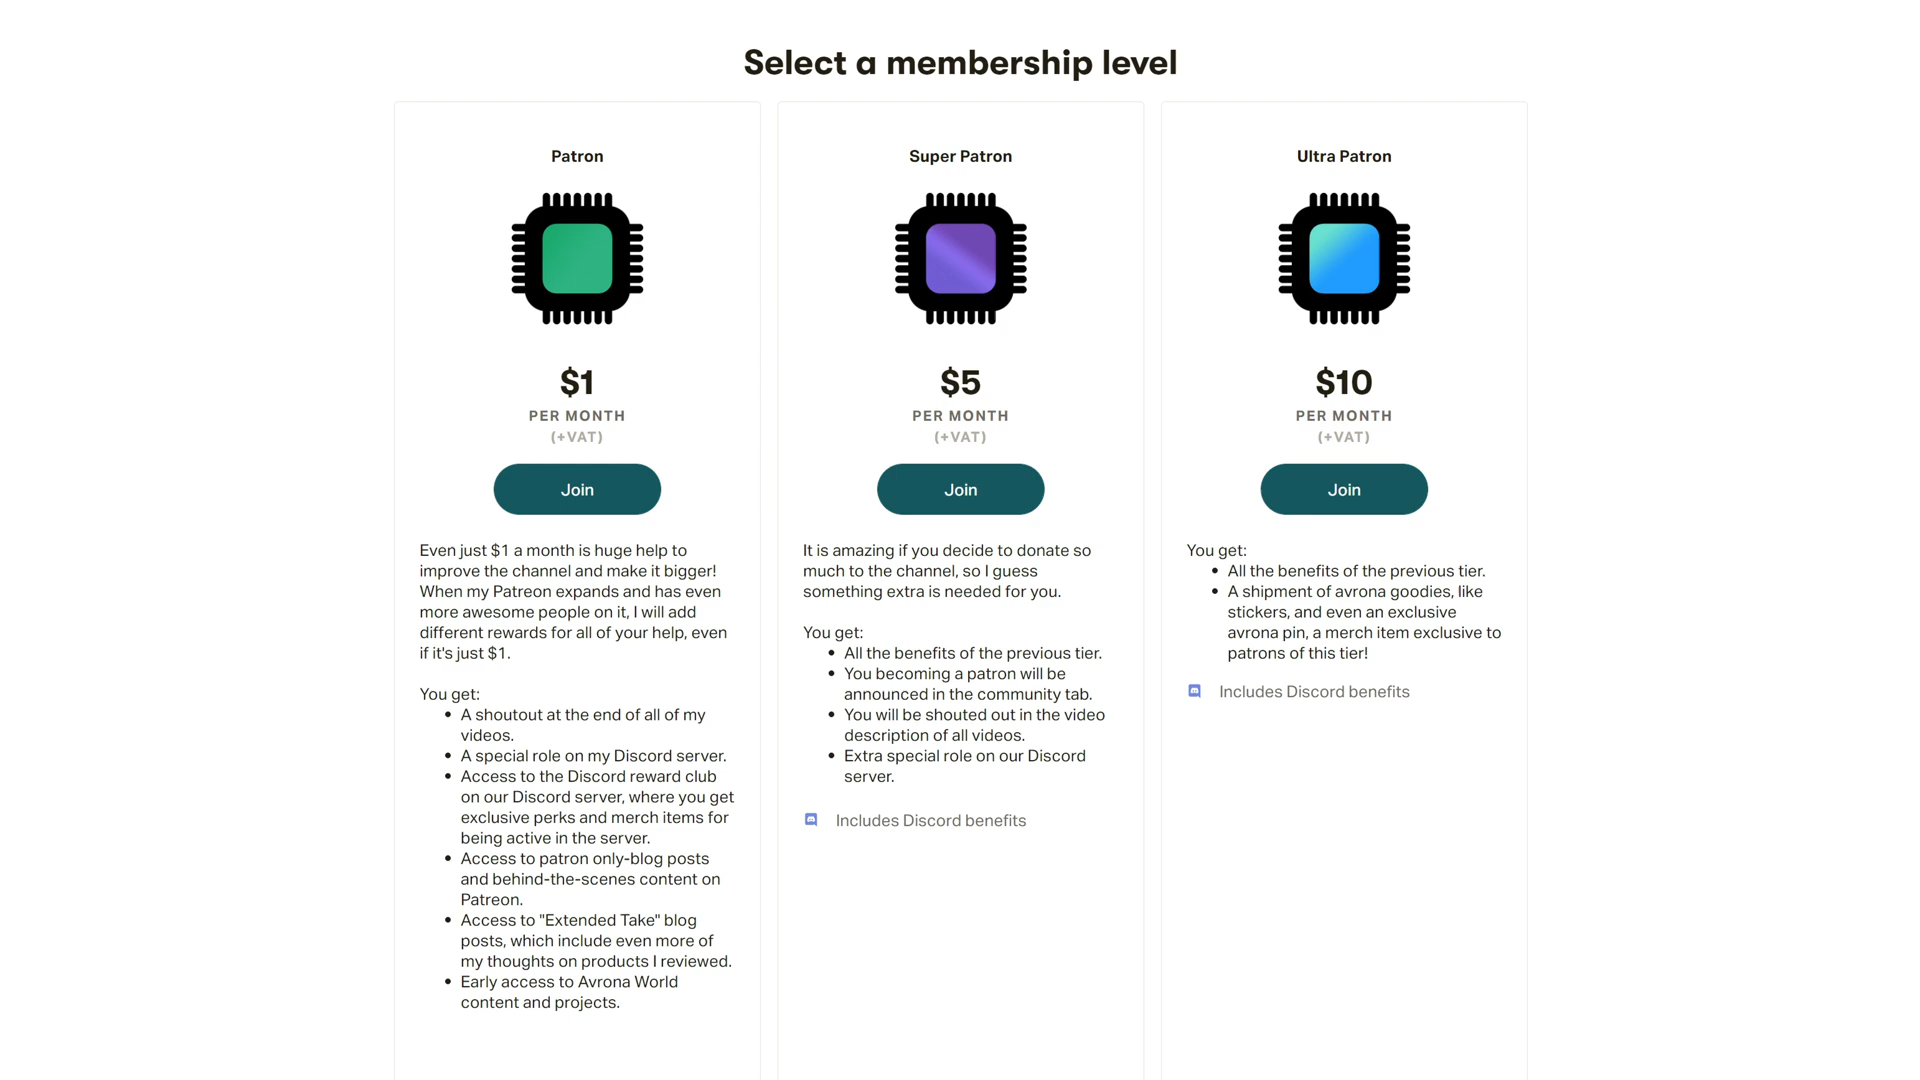 Select a membership level
Patron
$1
PER MONTH
(+VAT)
Join
Even just $1 a month is huge help to
improve the channel and make it bigger!
When my Patreon expands and has even
more awesome people on it, I will add
different rewards for all of your help, even
if it's just $1.
You get:
• A shoutout at the end of all of my
videos.
• A special role on my Discord server.
• Access to the Discord reward club
on our Discord server, where you get
exclusive perks and merch items for
being active in the server.
• Access to patron only-blog posts
and behind-the-scenes content on
Patreon.
• Access to "Extended Take" blog
posts, which include even more of
my thoughts on products I reviewed.
• Early access to Avrona World
content and projects.
Super Patron
$5
PER MONTH
(+VAT)
Join
It is amazing if you decide to donate so
much to the channel, so I guess
something extra is needed for you.
You get:
• All the benefits of the previous tier.
• You becoming a patron will be
announced in the community tab.
• You will be shouted out in the video
description of all videos.
• Extra special role on our Discord
server.
Includes Discord benefits
Ultra Patron
$10
PER MONTH
(+VAT)
Join
You get:
• All the benefits of the previous tier.
• A shipment of avrona goodies, like
stickers, and even an exclusive
avrona pin, a merch item exclusive to
patrons of this tier!
Includes Discord benefits